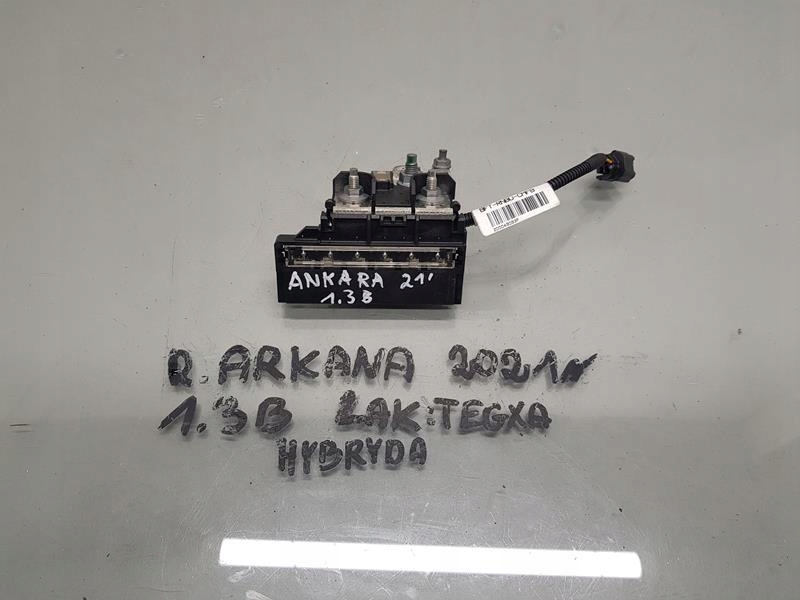 ANKARA 21'
1.3B
R. ARKANA 2021r
1.3B LAK:TEGXA
HYBRYDA